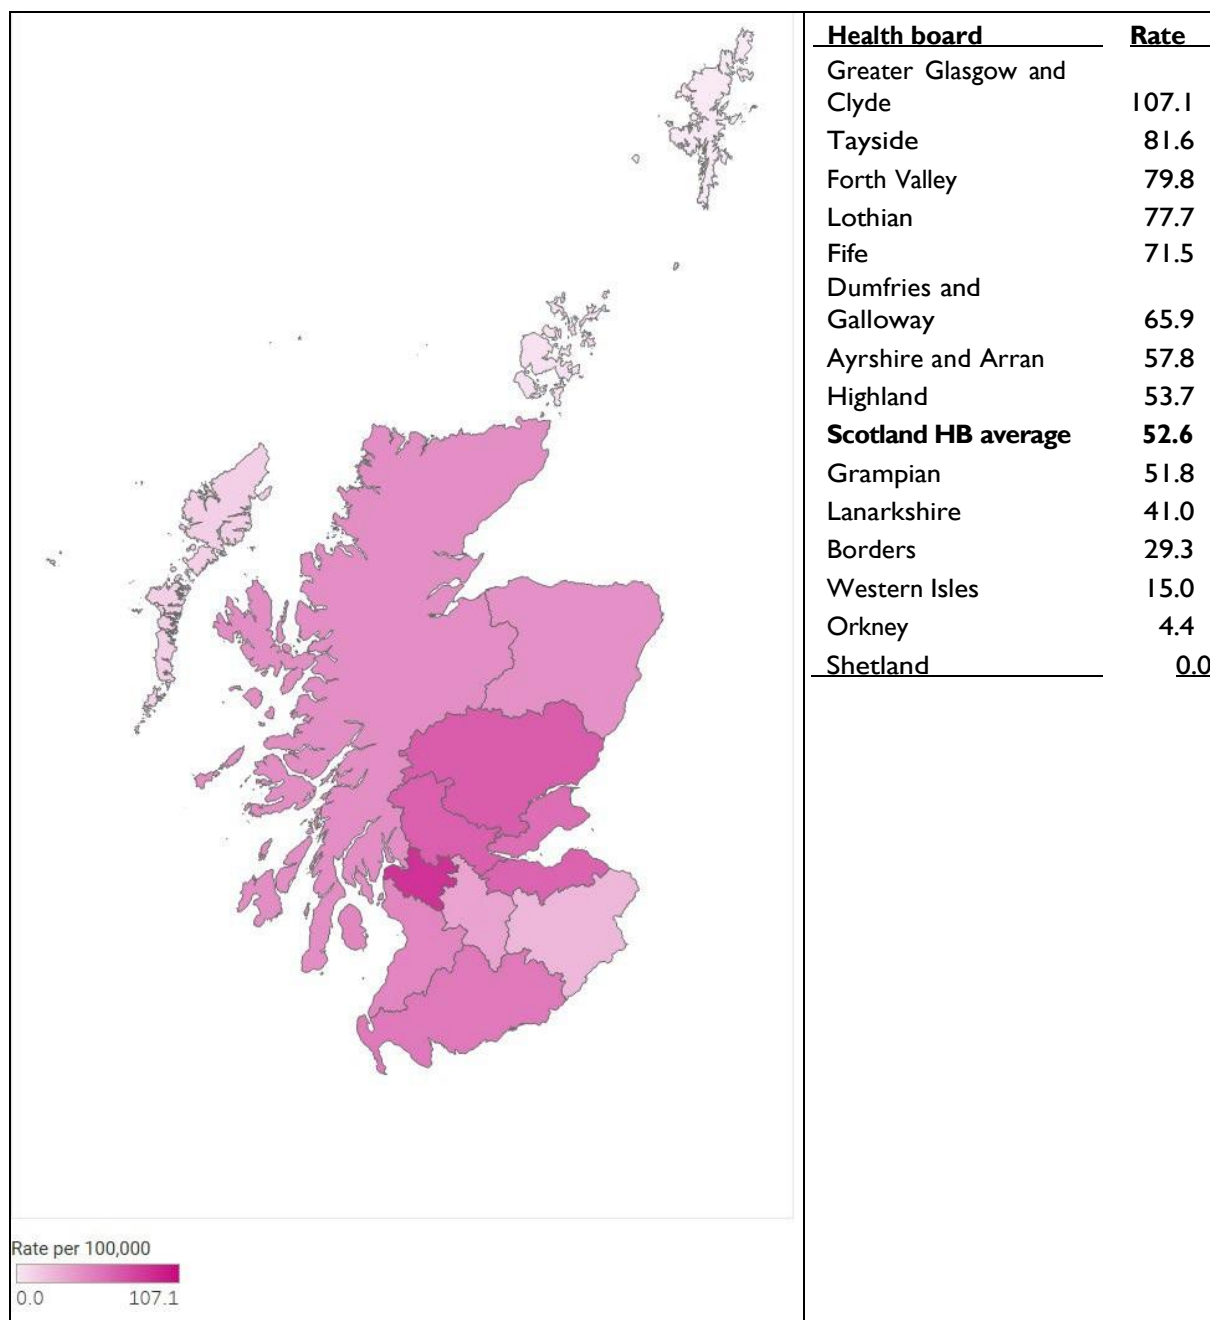 Health board Rate
Greater Glasgow and
Clyde 107.1
Tayside 81.6
Forth Valley 79.8
Lothian 77.7
Fife 71.5
Dumfries and
Galloway 65.9
Ayrshire and Arran 57.8
Highland 53.7
Scotland HB average 52.6
Grampian 51.8
Lanarkshire 41.0
Borders 29.3
Western Isles 15.0
Orkney 4.4
Shetland 0.0
Rate per 100,000
0.0 107.1